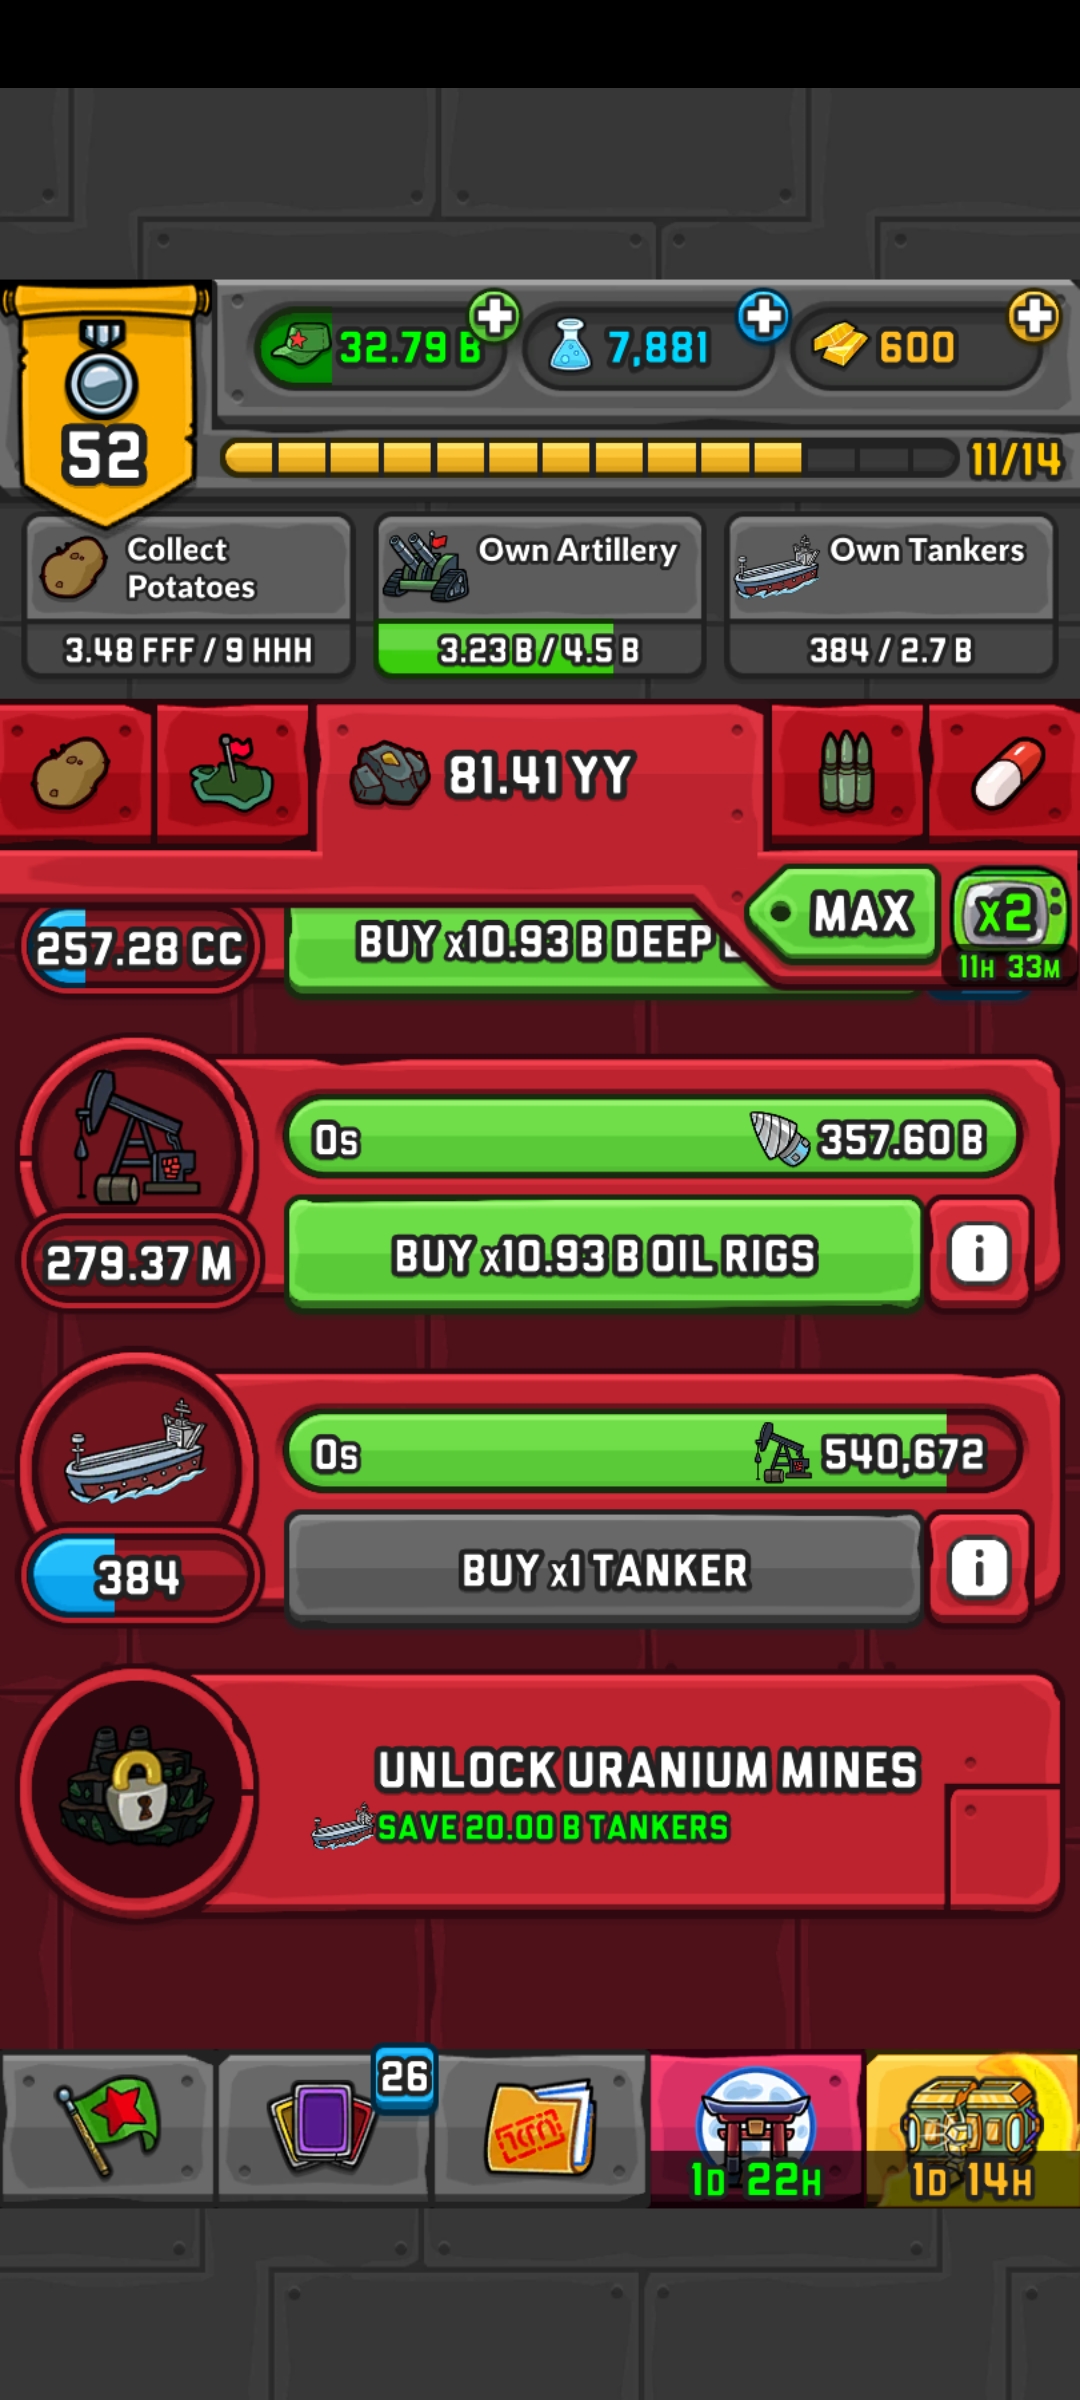 32.79 B
7,881
600
52
11/14
Collect
Potatoes
3.48 FFF / 9 HHH
Own Artillery
3.23 B / 4.5 B
Own Tankers
384 / 2.7 B
81.41 YY
MAX
x2
11H 33M
257.28 CC
BUY x10.93 B DEEP
0s
357.60 B
279.37 M
BUY x10.93 B OIL RIGS
i
0s
540,672
384
BUY x1 TANKER
i
UNLOCK URANIUM MINES
SAVE 20.00 B TANKERS
26
1D 22H
1D 14H